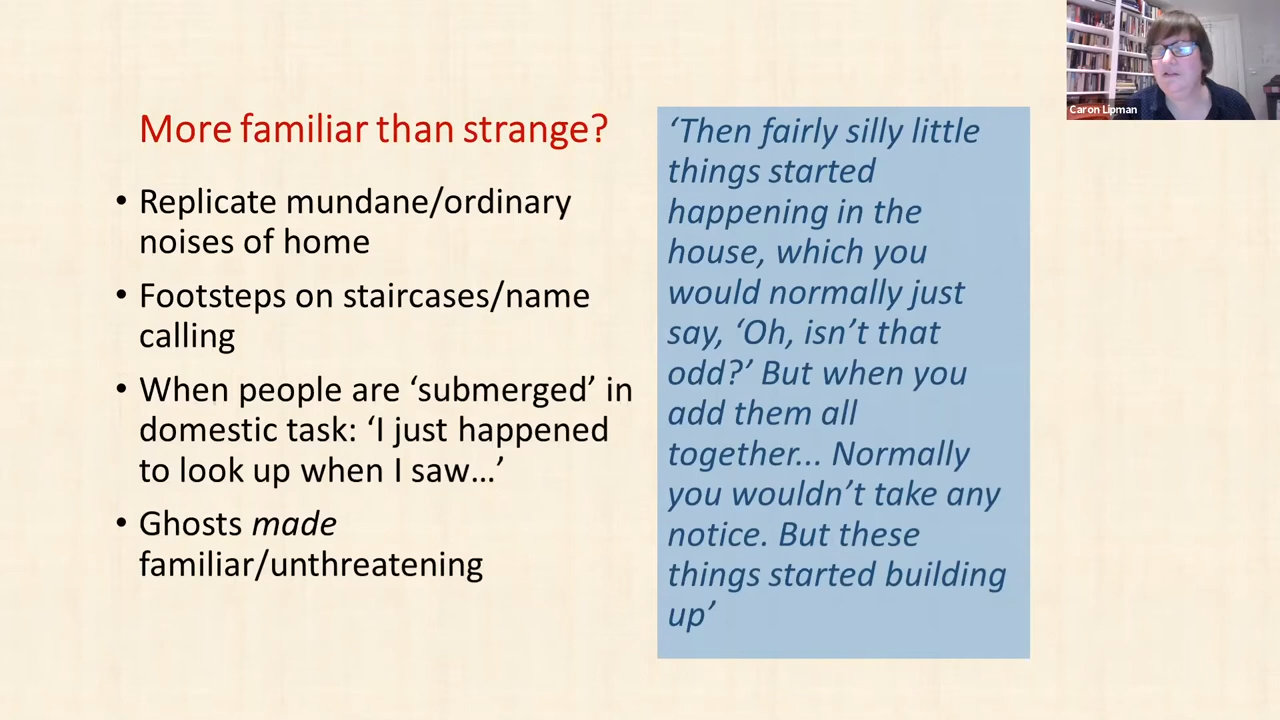 More familiar than strange?
• Replicate mundane/ordinary
noises of home
• Footsteps on staircases/name
calling
• When people are ‘submerged’ in
domestic task: ‘I just happened
to look up when I saw…’
• Ghosts made
familiar/unthreatening
‘Then fairly silly little
things started
happening in the
house, which you
would normally just
say, ‘Oh, isn’t that
odd?’ But when you
add them all
together... Normally
you wouldn’t take any
notice. But these
things started building
up’
Caron Lipman